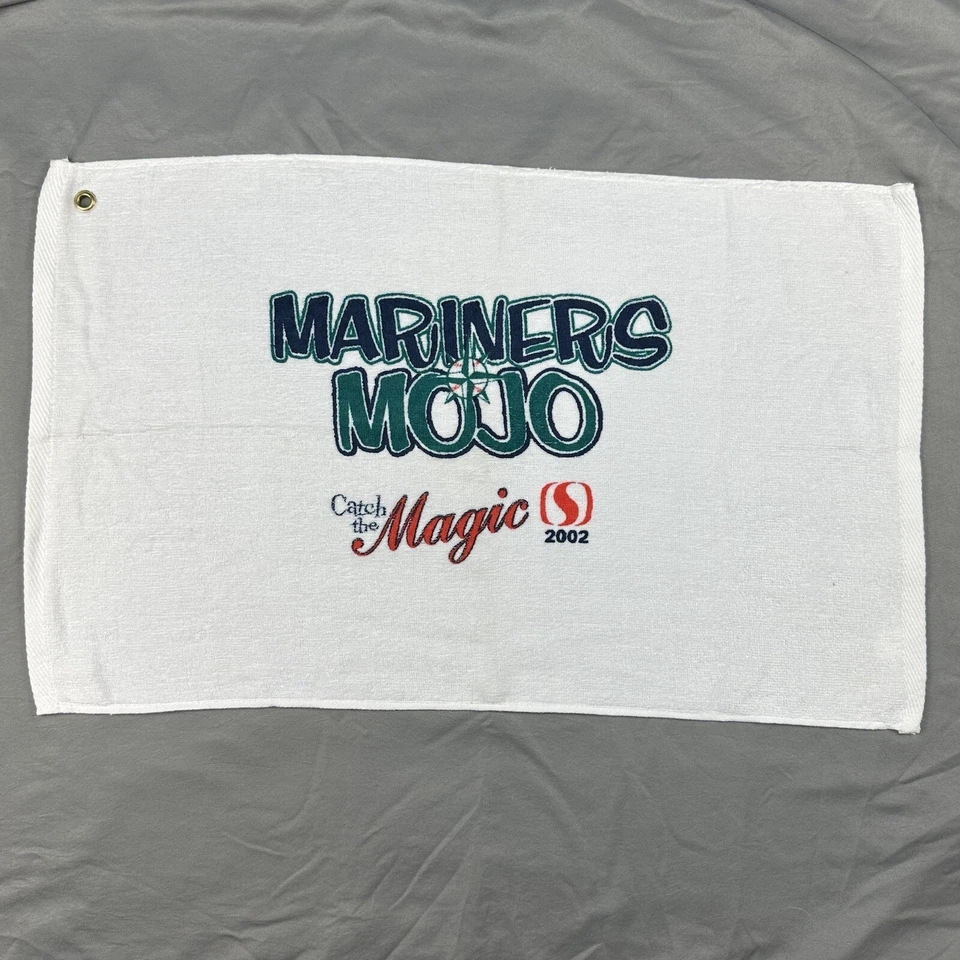 MARINERS
MOJO
Catch
the Magic
2002